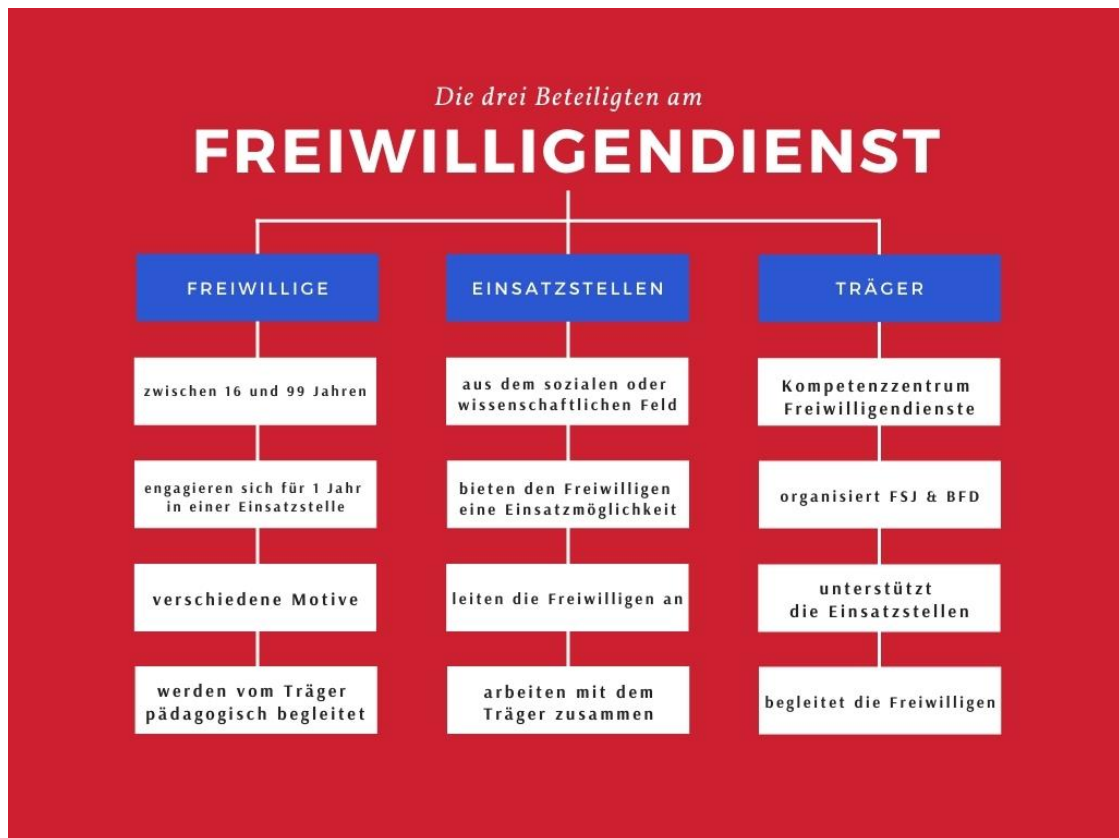 Die drei Beteiligten am
FREIWILLIGENDIENST
FREIWILLIGE
zwischen 16 und 99 Jahren
engagieren sich für 1 Jahr
in einer Einsatzstelle
verschiedene Motive
werden vom Träger
pädagogisch begleitet
EINSATZSTELLEN
aus dem sozialen oder
wissenschaftlichen Feld
bieten den Freiwilligen
eine Einsatzmöglichkeit
leiten die Freiwilligen an
arbeiten mit dem
Träger zusammen
TRÄGER
Kompetenzzentrum
Freiwilligendienste
organisiert FSJ & BFD
unterstützt
die Einsatzstellen
begleitet die Freiwilligen